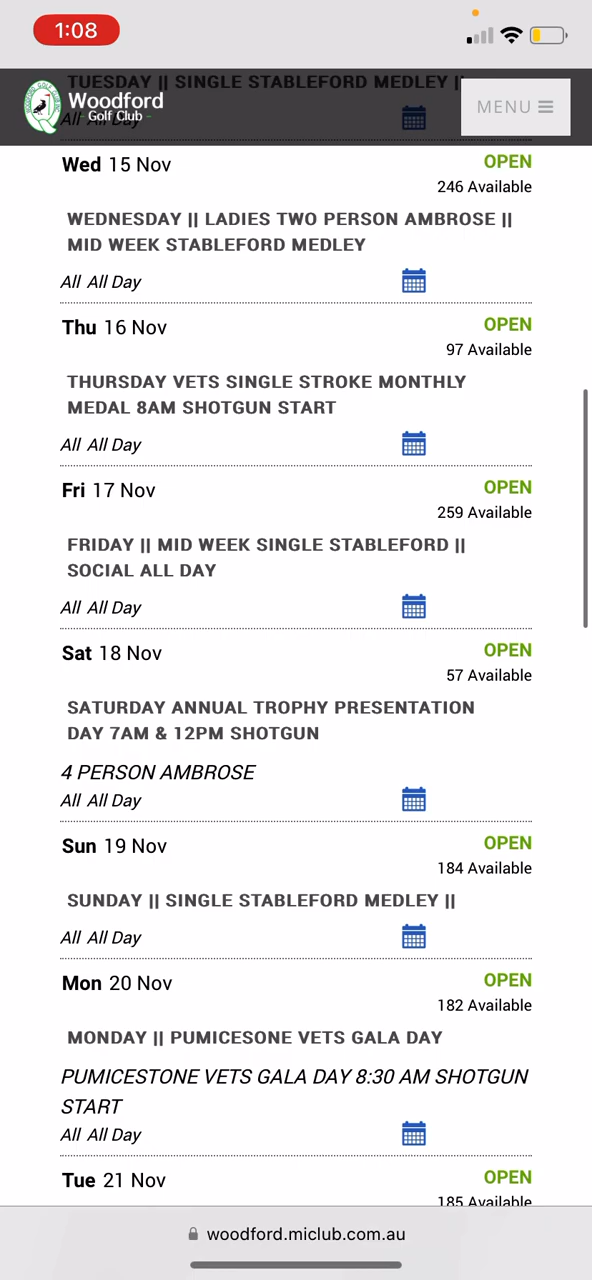 1:08
TUESDAY || SINGLE STABLEFORD MEDLEY ||
Woodford
Golf Club
MENU
All All Day
Wed 15 Nov
OPEN
246 Available
WEDNESDAY || LADIES TWO PERSON AMBROSE ||
MID WEEK STABLEFORD MEDLEY
All All Day
Thu 16 Nov
OPEN
97 Available
THURSDAY VETS SINGLE STROKE MONTHLY
MEDAL 8AM SHOTGUN START
All All Day
Fri 17 Nov
OPEN
259 Available
FRIDAY || MID WEEK SINGLE STABLEFORD ||
SOCIAL ALL DAY
All All Day
Sat 18 Nov
OPEN
57 Available
SATURDAY ANNUAL TROPHY PRESENTATION
DAY 7AM & 12PM SHOTGUN
4 PERSON AMBROSE
All All Day
Sun 19 Nov
OPEN
184 Available
SUNDAY || SINGLE STABLEFORD MEDLEY ||
All All Day
Mon 20 Nov
OPEN
182 Available
MONDAY || PUMICESONE VETS GALA DAY
PUMICESTONE VETS GALA DAY 8:30 AM SHOTGUN
START
All All Day
Tue 21 Nov
OPEN
185 Available
woodford.miclub.com.au